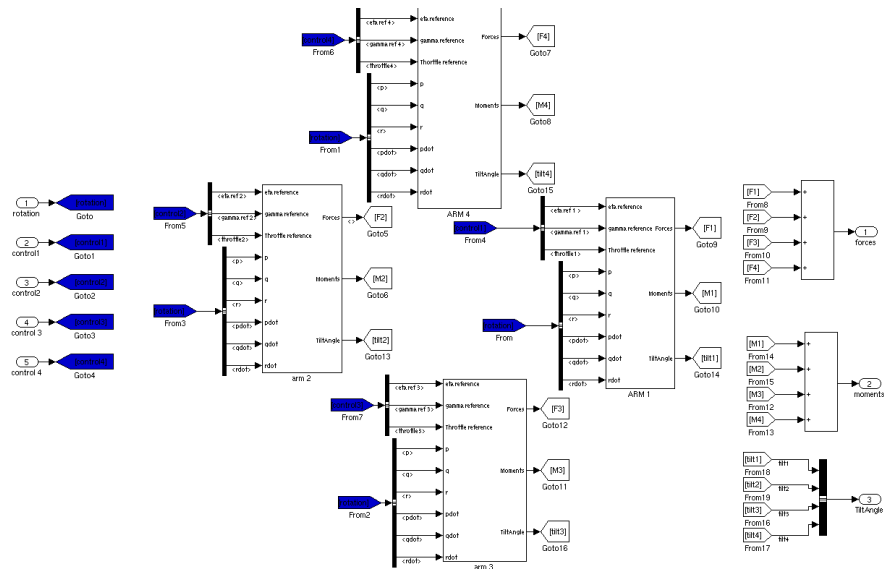 <eta.ref 4>
<gamma.ref 4>
<throttle4>
From6
eta.reference
gamma.reference
Thorttle reference
Forces
[F4]
Goto7
<p>
<q>
<r>
<pdot>
<qdot>
<rdot>
From1
p
q
r
pdot
qdot
rdot
Moments
[M4]
Goto8
TiltAngle
[tilt4]
Goto15
ARM 4
1
rotation
Goto
2
control1
Goto1
3
control2
Goto2
4
control 3
Goto3
5
control 4
Goto4
From5
<eta.ref 2>
<gamma.ref 2>
<throttle2>
eta.reference
gamma.reference
Throttle reference
Forces
<>
[F2]
Goto5
From3
<p>
<q>
<r>
<pdot>
<qdot>
<rdot>
p
q
r
pdot
qdot
rdot
Moments
[M2]
Goto6
TiltAngle
[tilt2]
Goto13
arm 2
From4
<eta.ref 1>
<gamma.ref 1>
<throttle1>
eta.reference
gamma.reference
Throttle reference
Forces
[F1]
Goto9
From
<p>
<q>
<r>
<pdot>
<qdot>
<rdot>
p
q
r
pdot
qdot
rdot
Moments
[M1]
Goto10
TiltAngle
[tilt1]
Goto14
ARM 1
From7
<eta.ref 3>
<gamma.ref 3>
<throttle3>
eta.reference
gamma.reference
Throttle reference
Forces
[F3]
Goto12
From2
<p>
<q>
<r>
<pdot>
<qdot>
<rdot>
p
q
r
pdot
qdot
rdot
Moments
[M3]
Goto11
TiltAngle
[tilt3]
Goto16
arm 3
[F1]
From8
[F2]
From9
[F3]
From10
[F4]
From11
+
+
+
+
1
forces
[M1]
From14
[M2]
From15
[M3]
From12
[M4]
From13
+
+
+
+
2
moments
[tilt1]
From18
tilt1
[tilt2]
From19
tilt2
[tilt3]
From16
tilt3
[tilt4]
From17
tilt4
3
TiltAngle